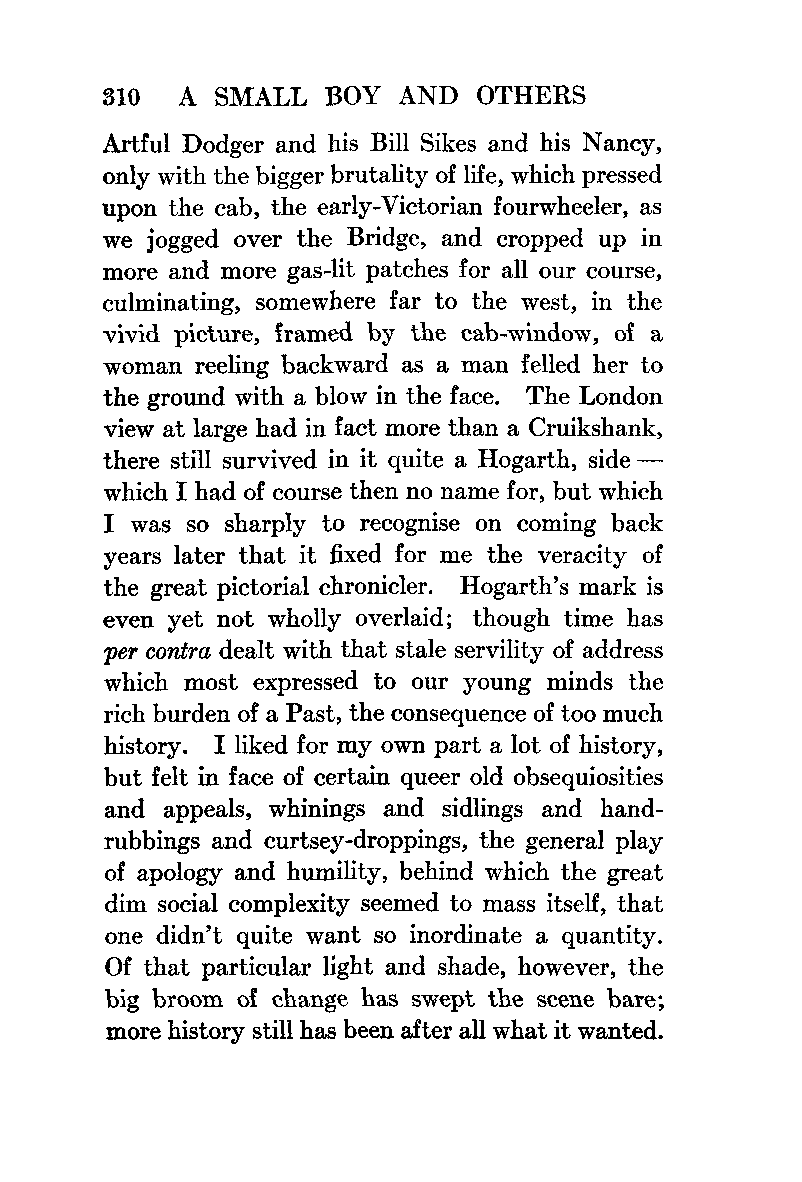 310 A SMALL BOY AND OTHERS
Artful Dodger and his Bill Sikes and his Nancy,
only with the bigger brutality of life, which pressed
upon the cab, the early-Victorian fourwheeler, as
we jogged over the Bridge, and cropped up in
more and more gas-lit patches for all our course,
culminating, somewhere far to the west, in the
vivid picture, framed by the cab-window, of a
woman reeling backward as a man felled her to
the ground with a blow in the face. The London
view at large had in fact more than a Cruikshank,
there still survived in it quite a Hogarth, side —
which I had of course then no name for, but which
I was so sharply to recognise on coming back
years later that it fixed for me the veracity of
the great pictorial chronicler. Hogarth's mark is
even yet not wholly overlaid; though time has
per contra dealt with that stale servility of address
which most expressed to our young minds the
rich burden of a Past, the consequence of too much
history. I liked for my own part a lot of history,
but felt in face of certain queer old obsequiosities
and appeals, whinings and sidlings and hand-
rubbings and curtsey-droppings, the general play
of apology and humility, behind which the great
dim social complexity seemed to mass itself, that
one didn't quite want so inordinate a quantity.
Of that particular light and shade, however, the
big broom of change has swept the scene bare;
more history still has been after all what it wanted.